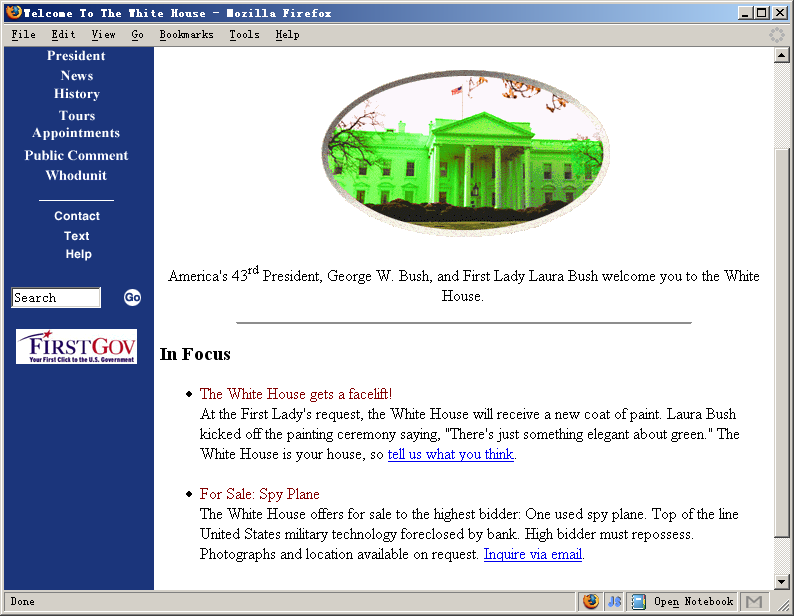 Welcome To The White House - Mozilla Firefox
File Edit View Go Bookmarks Tools Help
President
News
History
Tours
Appointments
Public Comment
Whodunit
Contact
Text
Help
Search Go
FIRSTGOV
Your First Click to the U.S. Government
America's 43rd President, George W. Bush, and First Lady Laura Bush welcome you to the White
House.
In Focus
The White House gets a facelift!
At the First Lady's request, the White House will receive a new coat of paint. Laura Bush
kicked off the painting ceremony saying, "There's just something elegant about green." The
White House is your house, so tell us what you think.
For Sale: Spy Plane
The White House offers for sale to the highest bidder: One used spy plane. Top of the line
United States military technology foreclosed by bank. High bidder must repossess.
Photographs and location available on request. Inquire via email.
Done JS Open Notebook